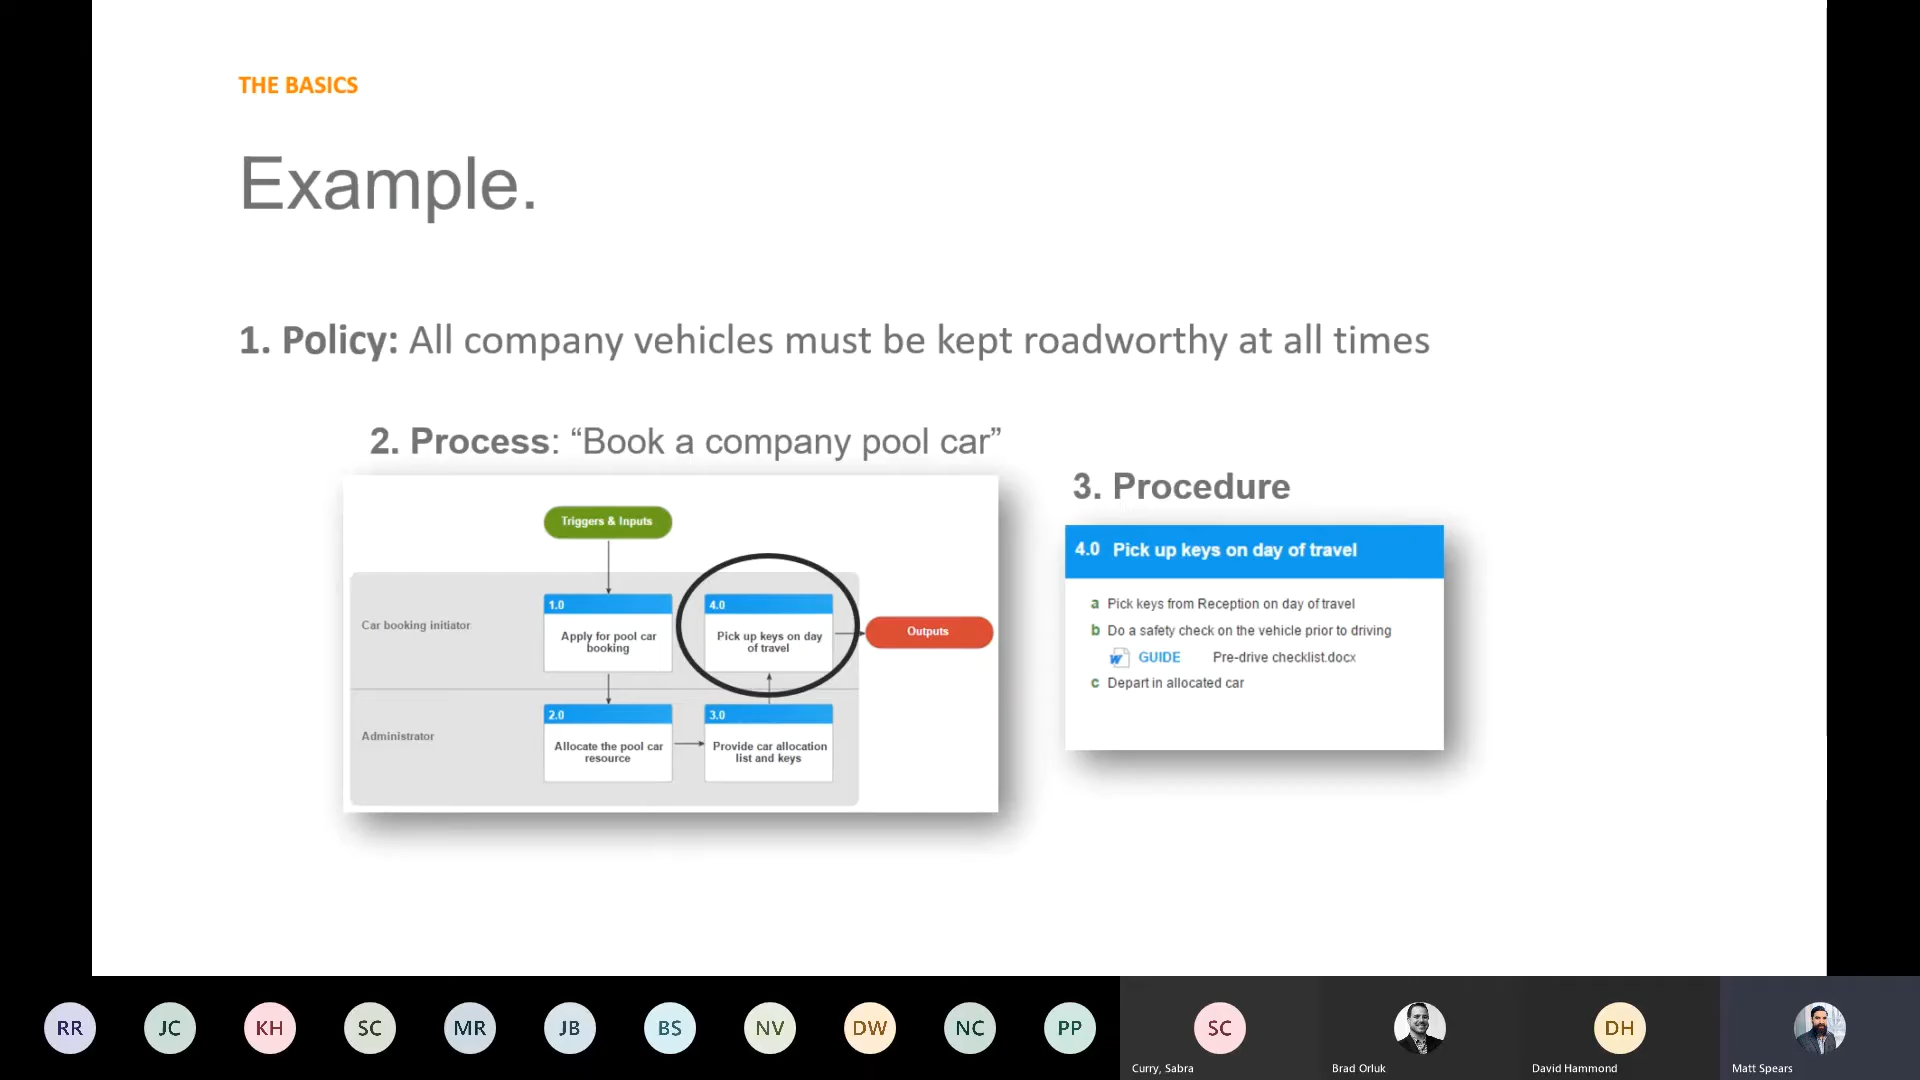 THE BASICS
Example.
1. Policy: All company vehicles must be kept roadworthy at all times
2. Process: “Book a company pool car”
Triggers & Inputs
Car booking initiator
1.0
Apply for pool car
booking
4.0
Pick up keys on day
of travel
Outputs
Administrator
2.0
Allocate the pool car
resource
3.0
Provide car allocation
list and keys
3. Procedure
4.0 Pick up keys on day of travel
a Pick keys from Reception on day of travel
b Do a safety check on the vehicle prior to driving
W GUIDE Pre-drive checklist.docx
c Depart in allocated car
RR JC KH SC MR JB BS NV DW NC PP SC DH
Curry, Sabra
Brad Orluk
David Hammond
Matt Spears